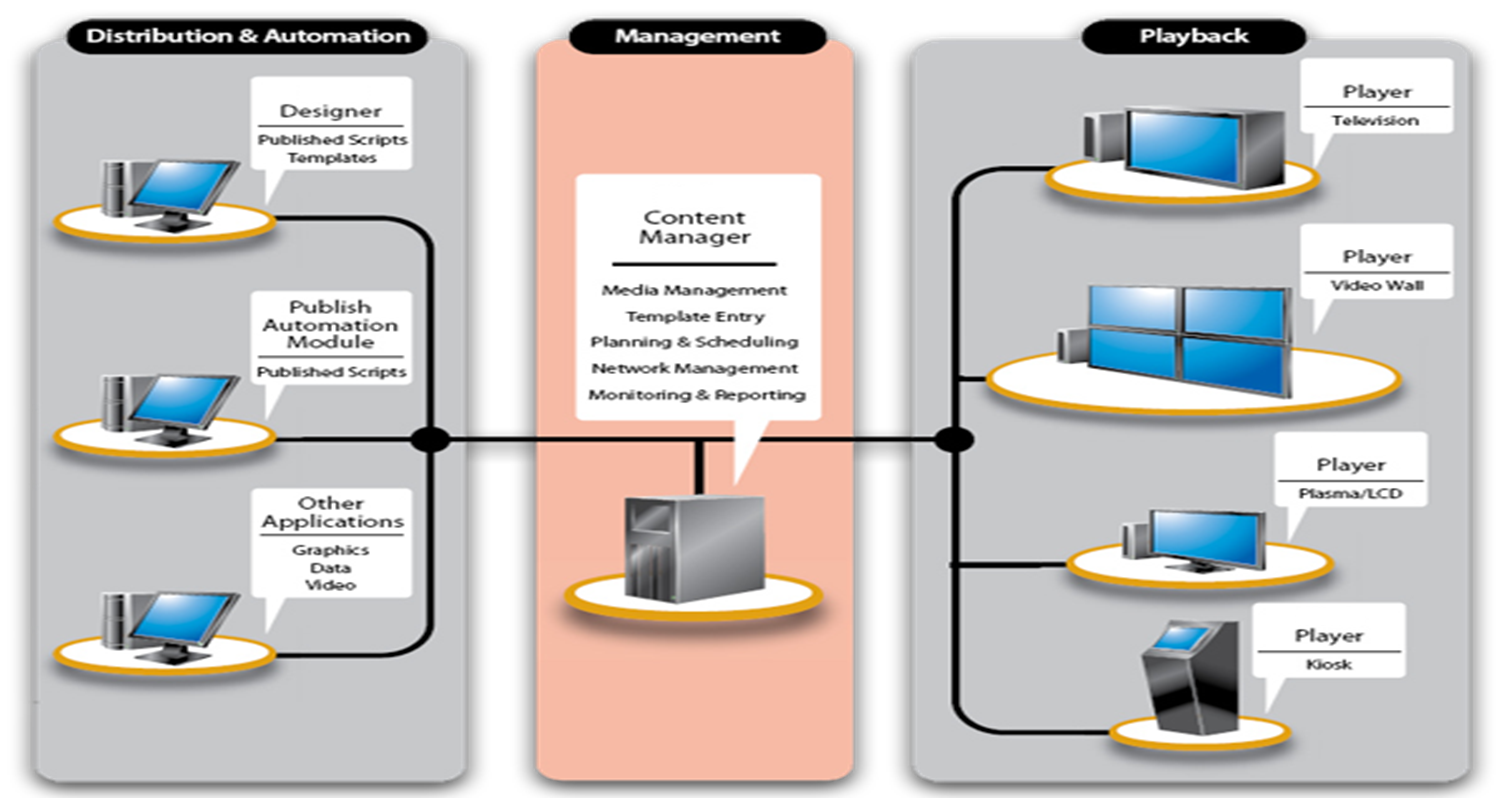 Distribution & Automation
Designer
Published Scripts
Templates
Publish
Automation
Module
Published Scripts
Other
Applications
Graphics
Data
Video
Management
Content
Manager
Media Management
Template Entry
Planning & Scheduling
Network Management
Monitoring & Reporting
Playback
Player
Television
Player
Video Wall
Player
Plasma/LCD
Player
Kiosk